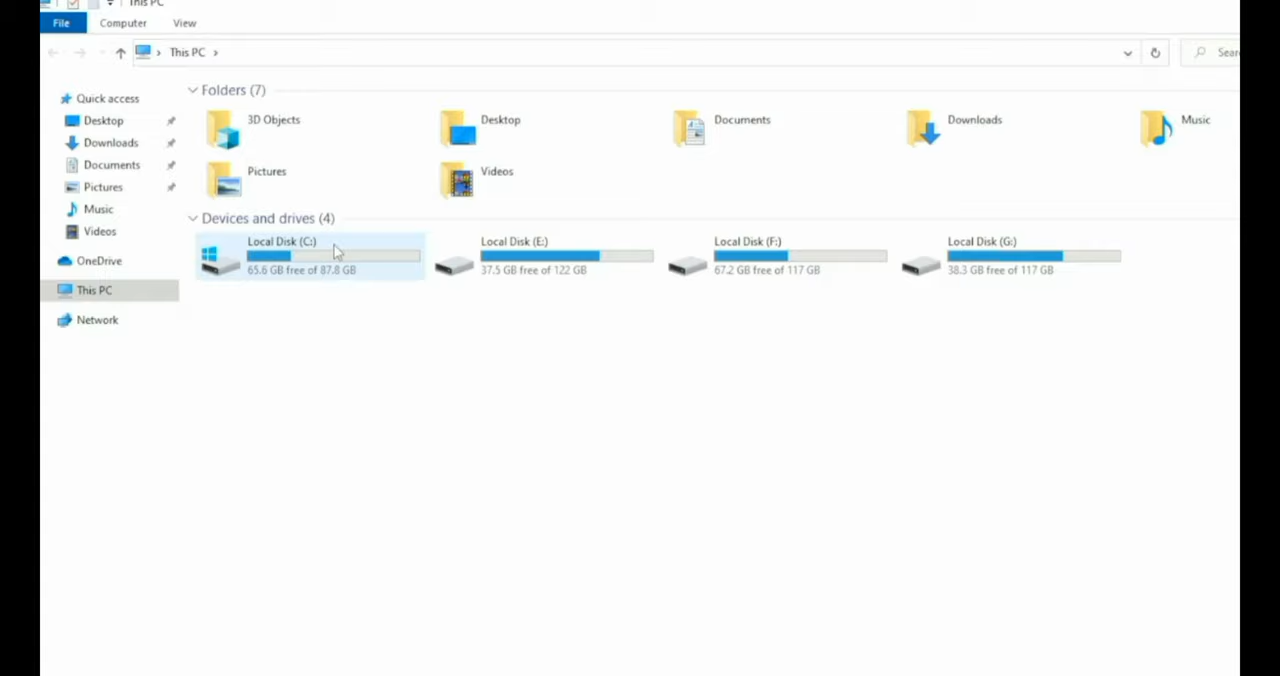 This PC
File Computer View
This PC
Quick access
Desktop
Downloads
Documents
Pictures
Music
Videos
OneDrive
This PC
Network
Folders (7)
3D Objects
Desktop
Documents
Downloads
Music
Pictures
Videos
Devices and drives (4)
Local Disk (C:)
65.6 GB free of 87.8 GB
Local Disk (E:)
37.5 GB free of 122 GB
Local Disk (F:)
67.2 GB free of 117 GB
Local Disk (G:)
38.3 GB free of 117 GB